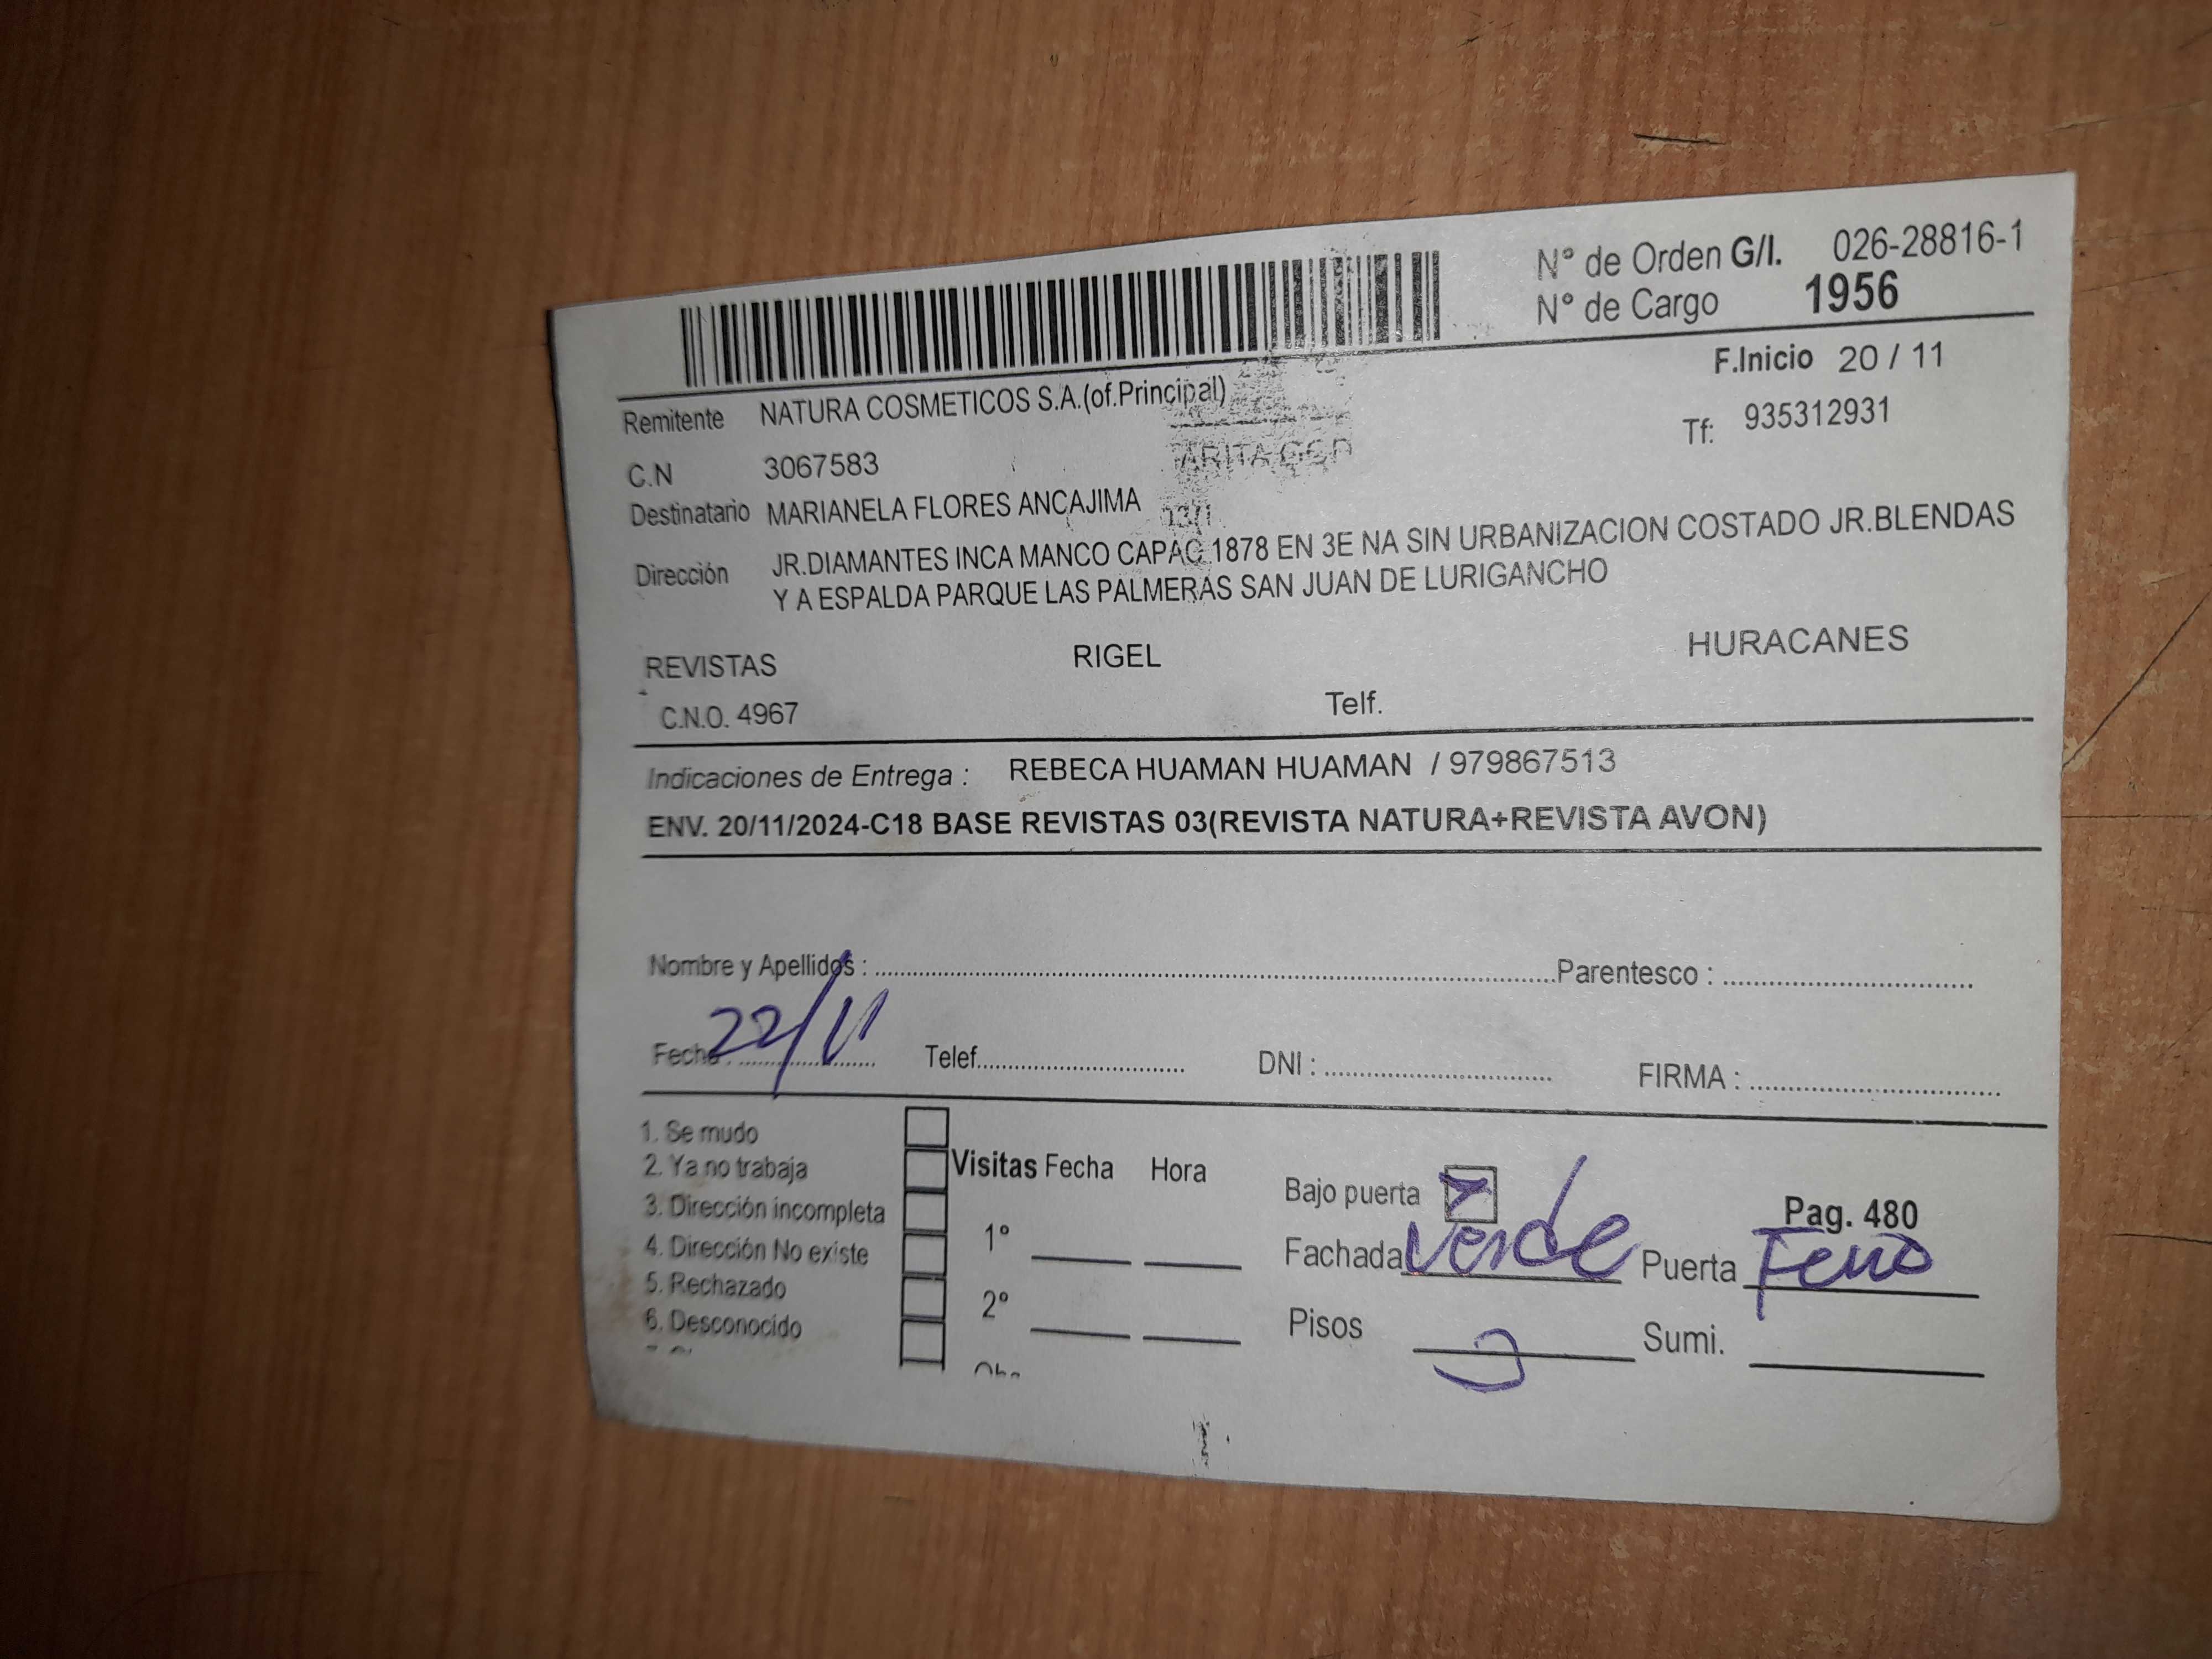 N° de Orden G/I. 026-28816-1
N° de Cargo 1956
F.Inicio 20 / 11
Remitente NATURA COSMETICOS S.A.(of.Principal)
Tf: 935312931
C.N 3067583
Destinatario MARIANELA FLORES ANCAJIMA
Dirección JR.DIAMANTES INCA MANCO CAPAC 1878 EN 3E NA SIN URBANIZACION COSTADO JR.BLENDAS
Y A ESPALDA PARQUE LAS PALMERAS SAN JUAN DE LURIGANCHO
REVISTAS RIGEL HURACANES
C.N.O. 4967 Telf.
Indicaciones de Entrega : REBECA HUAMAN HUAMAN / 979867513
ENV. 20/11/2024-C18 BASE REVISTAS 03(REVISTA NATURA+REVISTA AVON)
Nombre y Apellidos : Parentesco :
Fecha : 22/11 Telef. DNI : FIRMA :
1. Se mudo
2. Ya no trabaja
3. Dirección incompleta
4. Dirección No existe
5. Rechazado
6. Desconocido
Visitas Fecha Hora
1°
2°
Bajo puerta
Pag. 480
Fachada Verde Puerta Fierro
Pisos 3 Sumi.